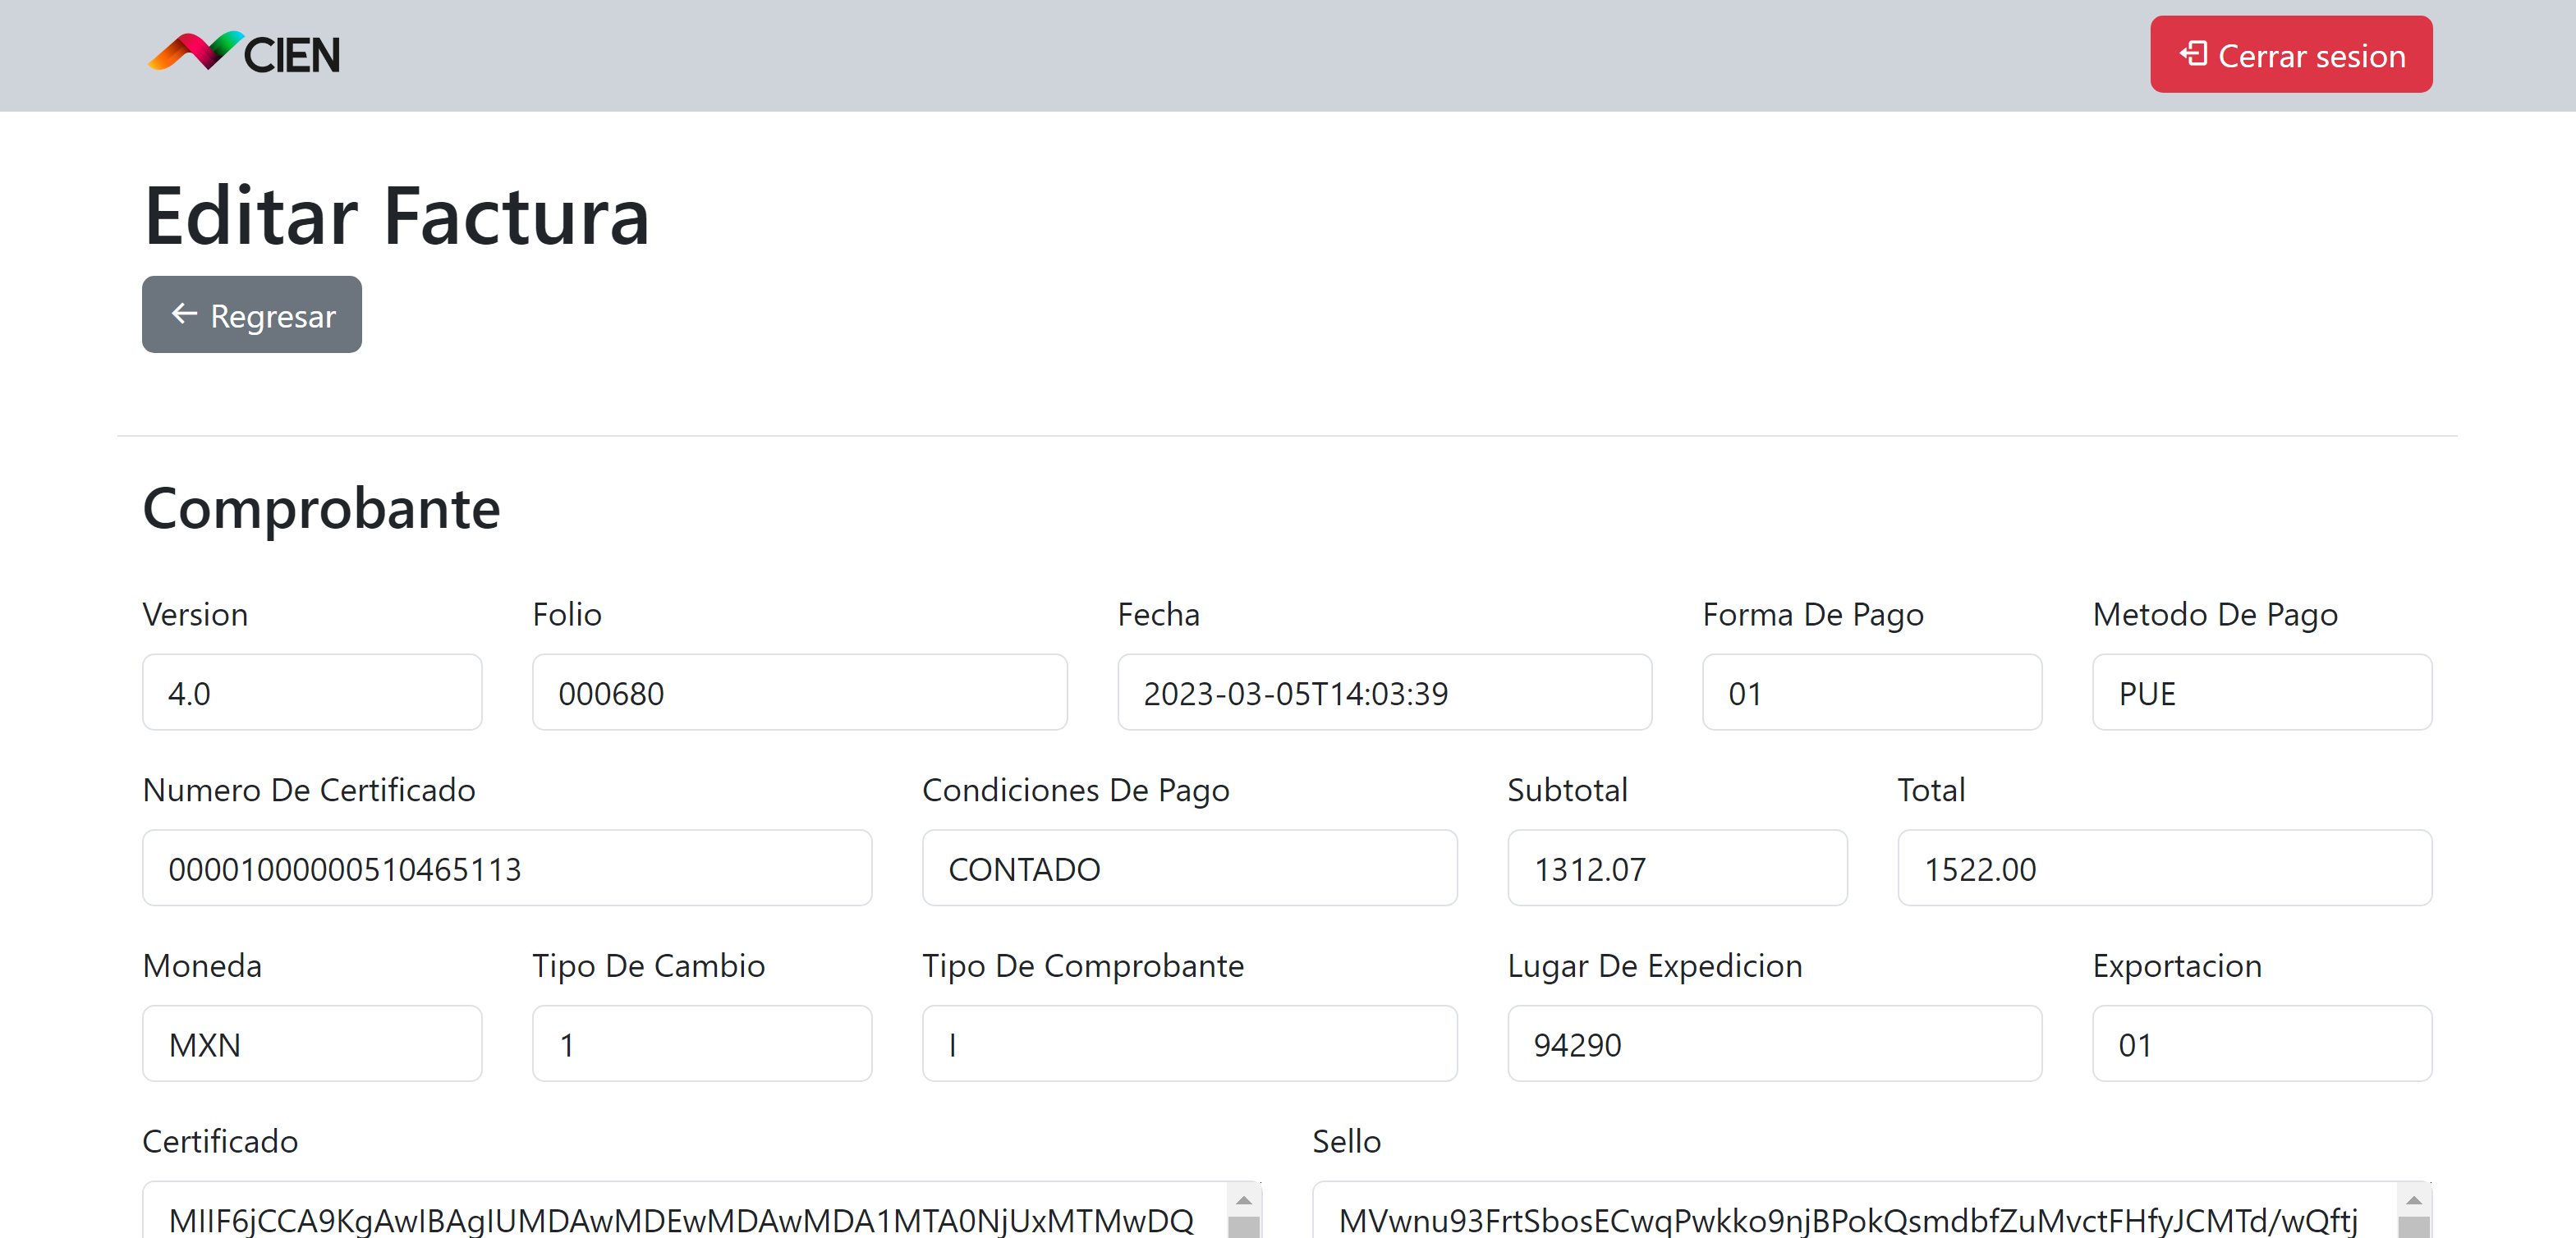 CIEN
Cerrar sesion
Editar Factura
Regresar
Comprobante
Version Folio Fecha Forma De Pago Metodo De Pago
4.0 000680 2023-03-05T14:03:39 01 PUE
Numero De Certificado Condiciones De Pago Subtotal Total
00001000000510465113 CONTADO 1312.07 1522.00
Moneda Tipo De Cambio Tipo De Comprobante Lugar De Expedicion Exportacion
MXN 1 I 94290 01
Certificado Sello
MIIF6jCCA9KgAwIBAgIUMDAwMDEwMDAwMDA1MTA0NjUxMTMwDQ MVwnu93FrtSbosECwqPwkko9njBPokQsmdbfZuMvctFHfyJCMTd/wQftj